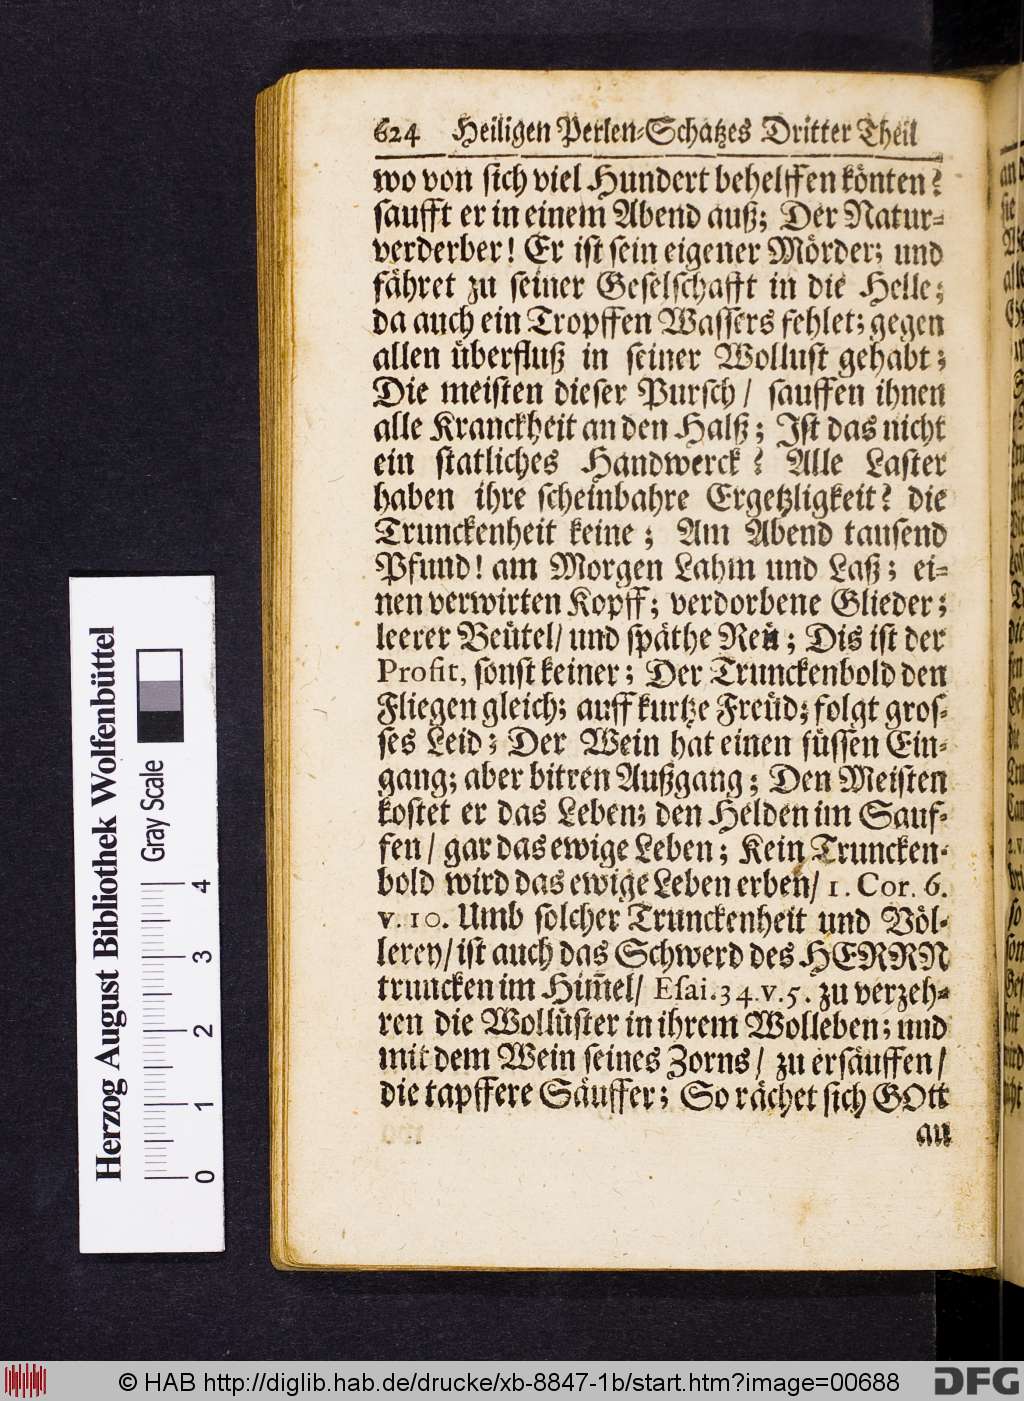 624 Heiligen Perlen-Schatzes Dritter Theil
wo von sich viel Hundert behelffen könten?
saufft er in einem Abend auß; Der Natur-
verderber! Er ist sein eigener Mörder; und
fähret zu seiner Geselschafft in die Helle;
da auch ein Tropffen Wassers fehlet; gegen
allen überfluß in seiner Wollust gehabt;
Die meisten dieser Pursch / sauffen ihnen
alle Kranckheit an den Halß; Ist das nicht
ein statliches Handwerck? Alle Laster
haben ihre scheinbahre Ergetzligkeit? die
Trunckenheit keine; Am Abend tausend
Pfund! am Morgen Lahm und Laß; ei-
nen verwirten Kopff; verdorbene Glieder;
leerer Beütel / und späthe Reü; Dis ist der
Profit, sonst keiner; Der Trunckenbold den
Fliegen gleich; auff kurtze Freüd; folgt gros-
ses Leid; Der Wein hat einen süssen Ein-
gang; aber bitren Außgang; Den Meisten
kostet er das Leben; den Helden im Sauf-
fen / gar das ewige Leben; Kein Truncken-
bold wird das ewige Leben erben / 1. Cor. 6.
v. 10. Umb solcher Trunckenheit und Völ-
lerey / ist auch das Schwerd des HERRN
truncken im Him̄el / Esai. 34. v. 5. zu verzeh-
ren die Wollüster in ihrem Wolleben; und
mit dem Wein seines Zorns / zu ersäuffen /
die tapffere Säuffer; So rächet sich GOtt
an
Herzog August Bibliothek Wolfenbüttel
Gray Scale
0 1 2 3 4
© HAB http://diglib.hab.de/drucke/xb-8847-1b/start.htm?image=00688
DFG